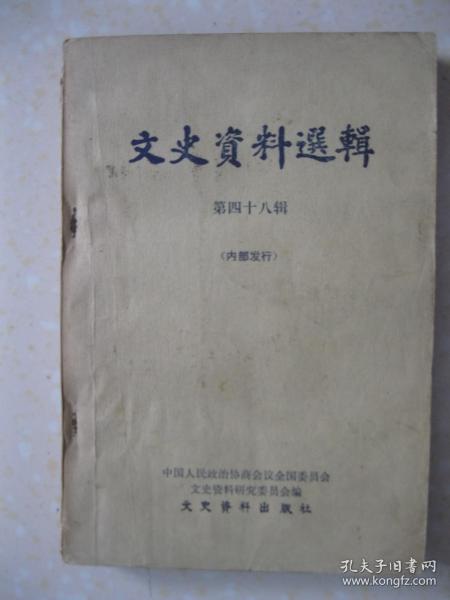 文史資料選輯
第四十八辑
（内部发行）
中国人民政治协商会议全国委员会
文史资料研究委员会编
文史资料出版社
孔夫子旧书网
www.kongfz.com